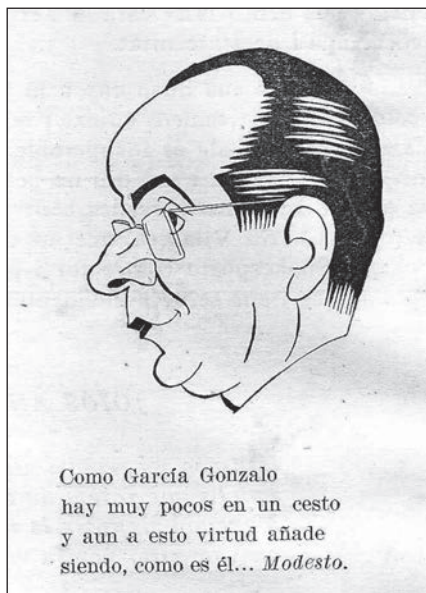 Como García Gonzalo
hay muy pocos en un cesto
y aun a esto virtud añade
siendo, como es él... Modesto.